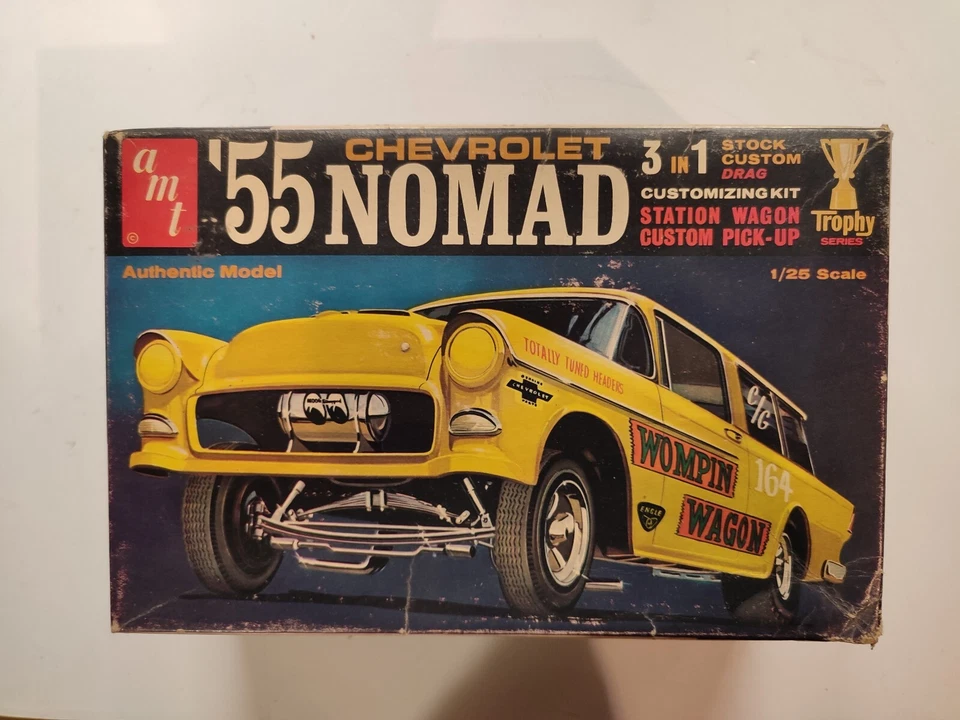 amt
©
'55 CHEVROLET NOMAD
3 IN 1
STOCK
CUSTOM
DRAG
CUSTOMIZING KIT
STATION WAGON
CUSTOM PICK-UP
Trophy
SERIES
Authentic Model
1/25 Scale
TOTALLY TUNED HEADERS
CHEVROLET
MOON
C/G
WOMPIN
WAGON
164
ENGLE